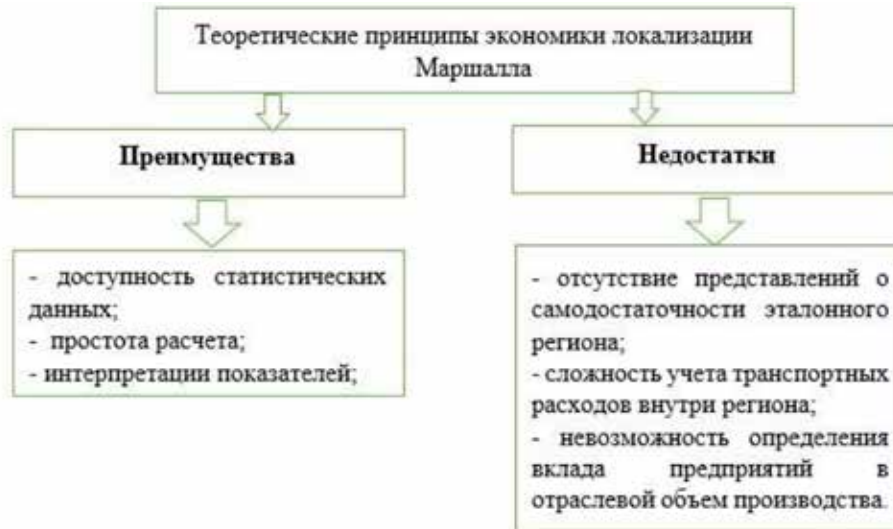 Теоретические принципы экономики локализации
Маршалла
Преимущества
Недостатки
- доступность статистических
данных;
- простота расчета;
- интерпретации показателей;
- отсутствие представлений о
самодостаточности эталонного
региона;
- сложность учета транспортных
расходов внутри региона;
- невозможность определения
вклада предприятий в
отраслевой объем производства.